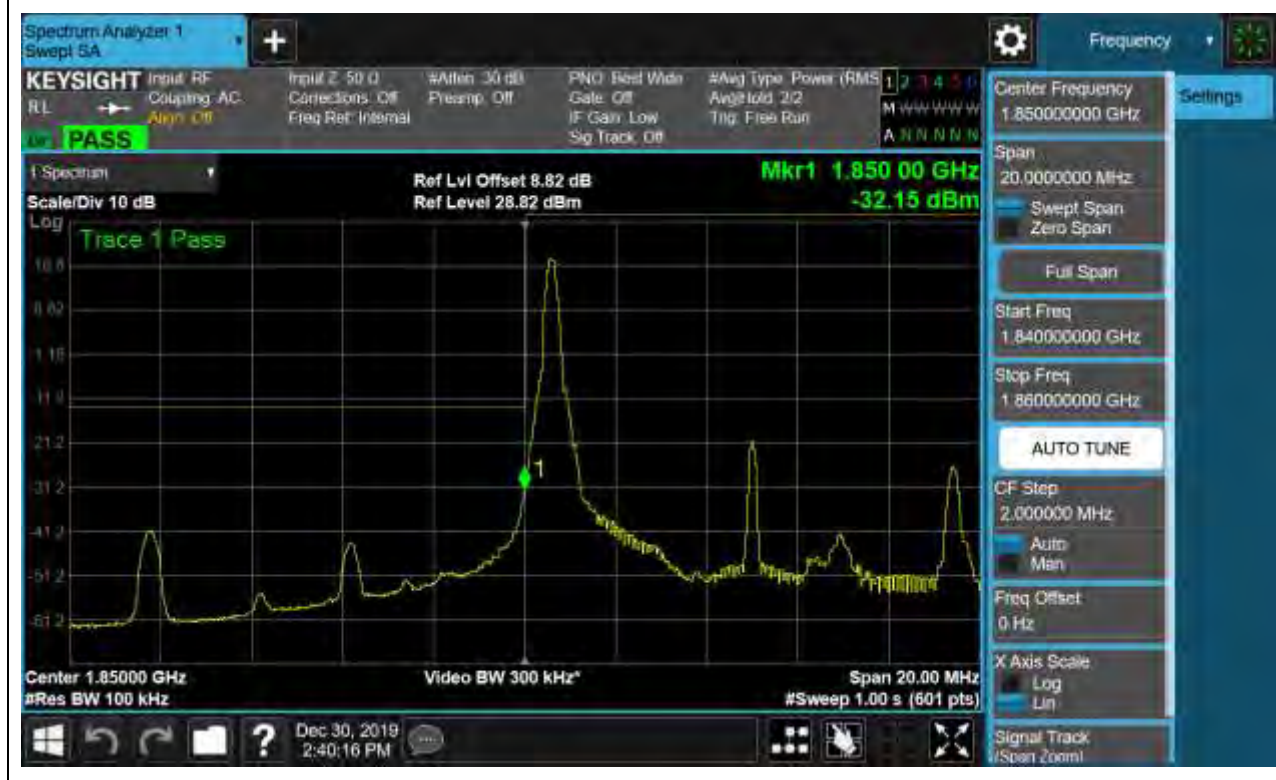 Spectrum Analyzer 1
Swept SA
+
Frequency
KEYSIGHT
RL
Input: RF
Coupling: AC
Align: Off
Input Z: 50 Ω
Corrections: Off
Freq Ref: Internal
#Atten: 30 dB
Preamp: Off
PNO: Best Wide
Gate: Off
IF Gain: Low
Sig Track: Off
#Avg Type: Power (RMS
Avg|Hold: 2/2
Trig: Free Run
1 2 3 4 5 6
M W W W W W
A N N N N N
PASS
1 Spectrum
Scale/Div 10 dB
Ref Lvl Offset 8.82 dB
Ref Level 28.82 dBm
Mkr1 1.850 00 GHz
-32.15 dBm
Log
Trace 1 Pass
18.8
8.82
-1.18
-11.2
-21.2
-31.2
-41.2
-51.2
-61.2
1
Center 1.85000 GHz
#Res BW 100 kHz
Video BW 300 kHz*
Span 20.00 MHz
#Sweep 1.00 s (601 pts)
Center Frequency
1.850000000 GHz
Settings
Span
20.0000000 MHz
Swept Span
Zero Span
Full Span
Start Freq
1.840000000 GHz
Stop Freq
1.860000000 GHz
AUTO TUNE
CF Step
2.000000 MHz
Auto
Man
Freq Offset
0 Hz
X Axis Scale
Log
Lin
Signal Track
(Span Zoom)
?
Dec 30, 2019
2:40:16 PM